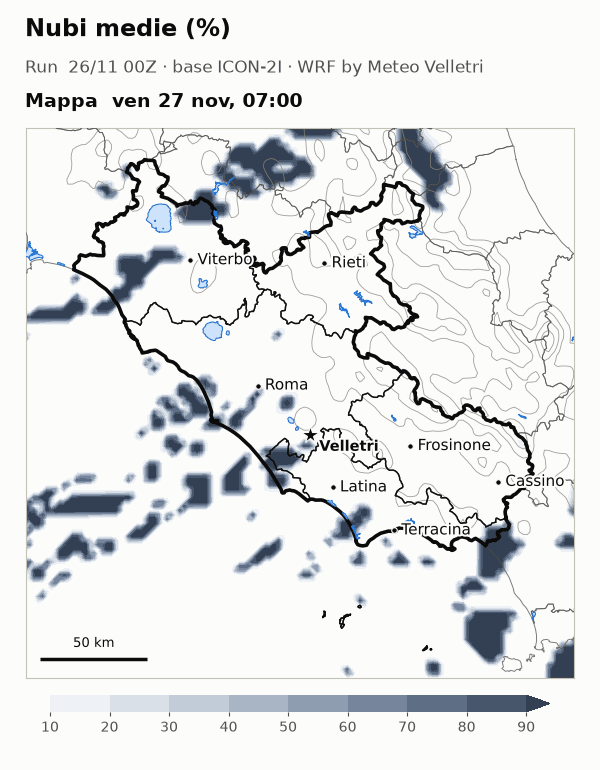 Nubi medie (%)
Run  26/11 00Z · base ICON-2I · WRF by Meteo Velletri
Mappa  ven 27 nov, 07:00
Viterbo
Rieti
Roma
Velletri
Frosinone
Cassino
Latina
Terracina
50 km
10 20 30 40 50 60 70 80 90